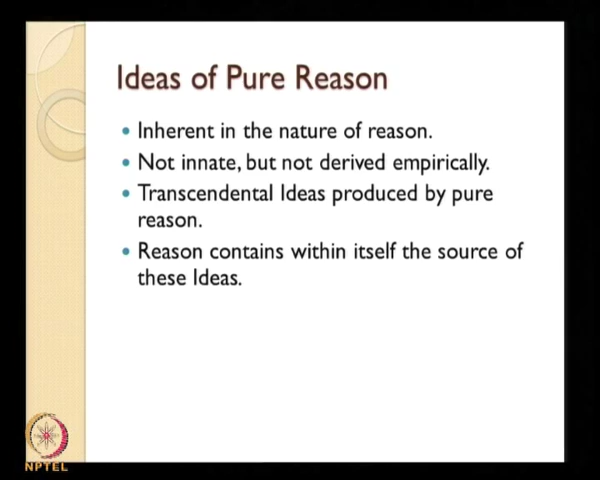 Ideas of Pure Reason
• Inherent in the nature of reason.
• Not innate, but not derived empirically.
• Transcendental Ideas produced by pure
reason.
• Reason contains within itself the source of
these Ideas.
NPTEL